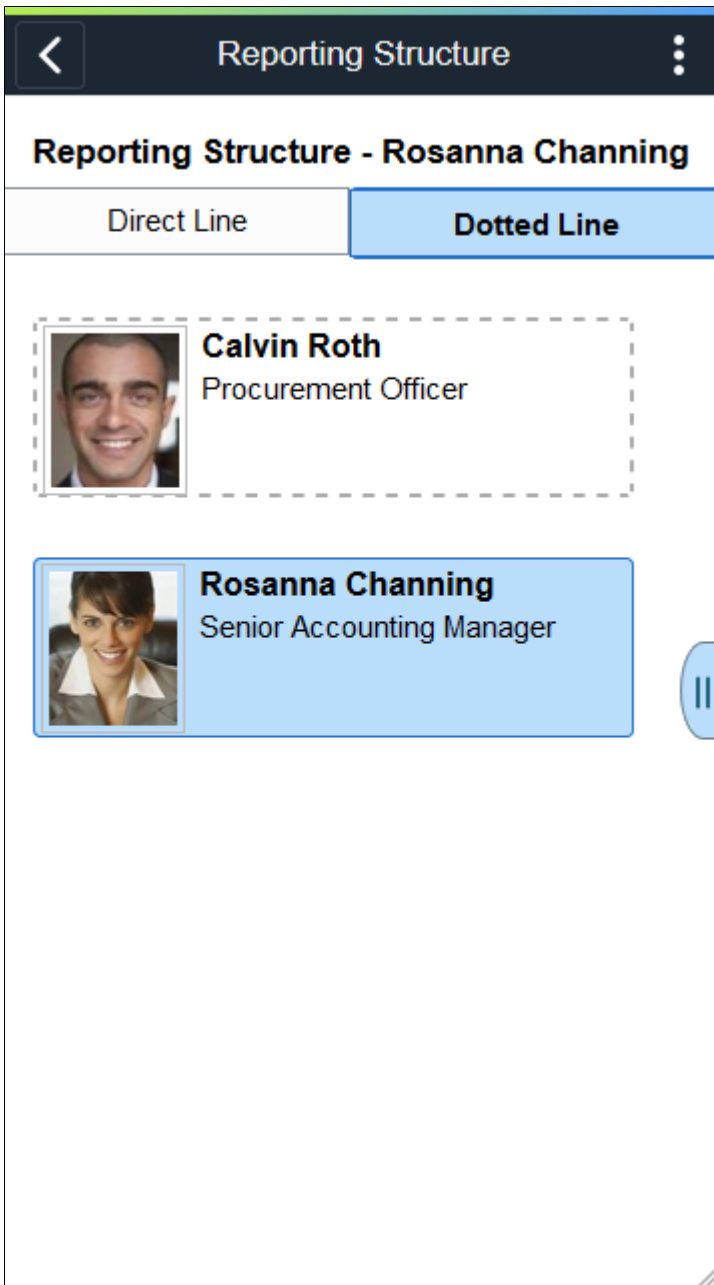 Reporting Structure
Reporting Structure - Rosanna Channing
Direct Line
Dotted Line
Calvin Roth
Procurement Officer
Rosanna Channing
Senior Accounting Manager